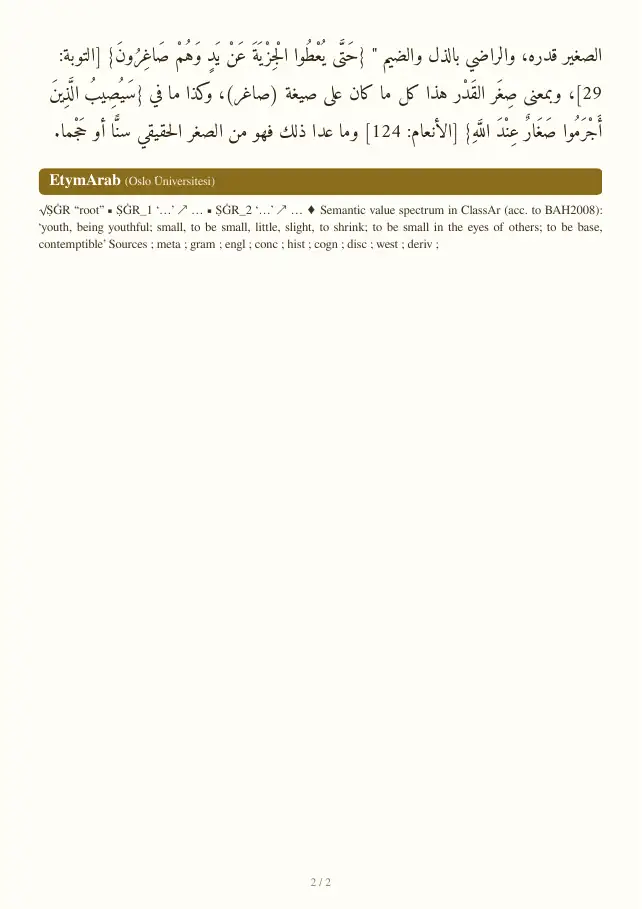 الصغير قدره، والراضي بالذل والضيم " {حَتَّى يُعْطُوا الْجِزْيَةَ عَنْ يَدٍ وَهُمْ صَاغِرُونَ} [التوبة:
29]، وبمعنى صِغَر القَدْر هذا كل ما كان على صيغة (صاغر)، وكذا ما في {سَيُصِيبُ الَّذِينَ
أَجْرَمُوا صَغَارٌ عِنْدَ اللَّهِ} [الأنعام: 124] وما عدا ذلك فهو من الصغر الحقيقي سنًّا أو حَجْما.
EtymArab (Oslo Üniversitesi)
√ṢĠR “root” ▪ ṢĠR_1 ‘…’ ↗ … ▪ ṢĠR_2 ‘…’ ↗ … ♦ Semantic value spectrum in ClassAr (acc. to BAH2008):
‘youth, being youthful; small, to be small, little, slight, to shrink; to be small in the eyes of others; to be base,
contemptible’ Sources ; meta ; gram ; engl ; conc ; hist ; cogn ; disc ; west ; deriv ;
2 / 2